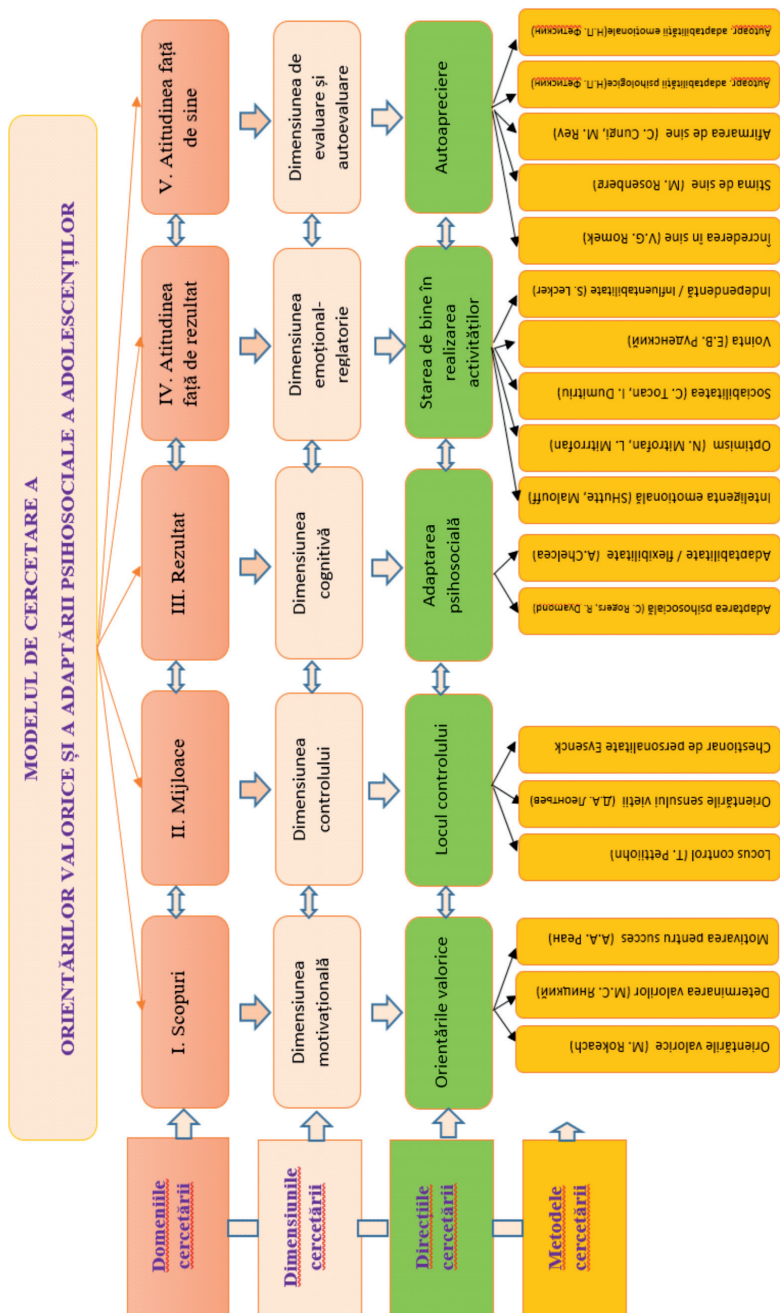 MODELUL DE CERCETARE A
ORIENTĂRILOR VALORICE ȘI A ADAPTĂRII PSIHOSOCIALE A ADOLESCENȚILOR
Domeniile
cercetării
I. Scopuri
II. Mijloace
III. Rezultat
IV. Atitudinea
față de rezultat
V. Atitudinea față
de sine
Dimensiunile
cercetării
Dimensiunea
motivațională
Dimensiunea
controlului
Dimensiunea
cognitivă
Dimensiunea
emoțional-
reglatorie
Dimensiunea de
evaluare și
autoevaluare
Direcțiile
cercetării
Orientările valorice
Locul controlului
Adaptarea
psihosocială
Starea de bine în
realizarea
activităților
Autoapreciere
Metodele
cercetării
Orientările valorice (M. Rokeach)
Determinarea valorilor (М.С. Яницкий)
Motivarea pentru succes (А.А. Реан)
Locus control (T. Pettiijohn)
Orientările sensului vieții (Д.А. Леонтьев)
Chestionar de personalitate Eysenck
Adaptarea psihosocială (C. Rogers, R. Dyamond)
Adaptabilitate / flexibilitate (A.Chelcea)
Inteligența emoțională (SHutte, Malouff)
Optimism (N. Mitrofan, L. Mitrrofan)
Sociabilitatea (C. Tocan, I. Dumitriu)
Voința (Е.В. Руденский)
Independentă / Influentabilitate (S. Lecker)
Încrederea în sine (V.G. Romek)
Stima de sine (M. Rosenberg)
Afirmarea de sine (C. Cungi, M. Rey)
Autoapr. adaptabilității psihologice(Н.П. Фетискин)
Autoapr. adaptabilității emoționale(Н.П. Фетискин)